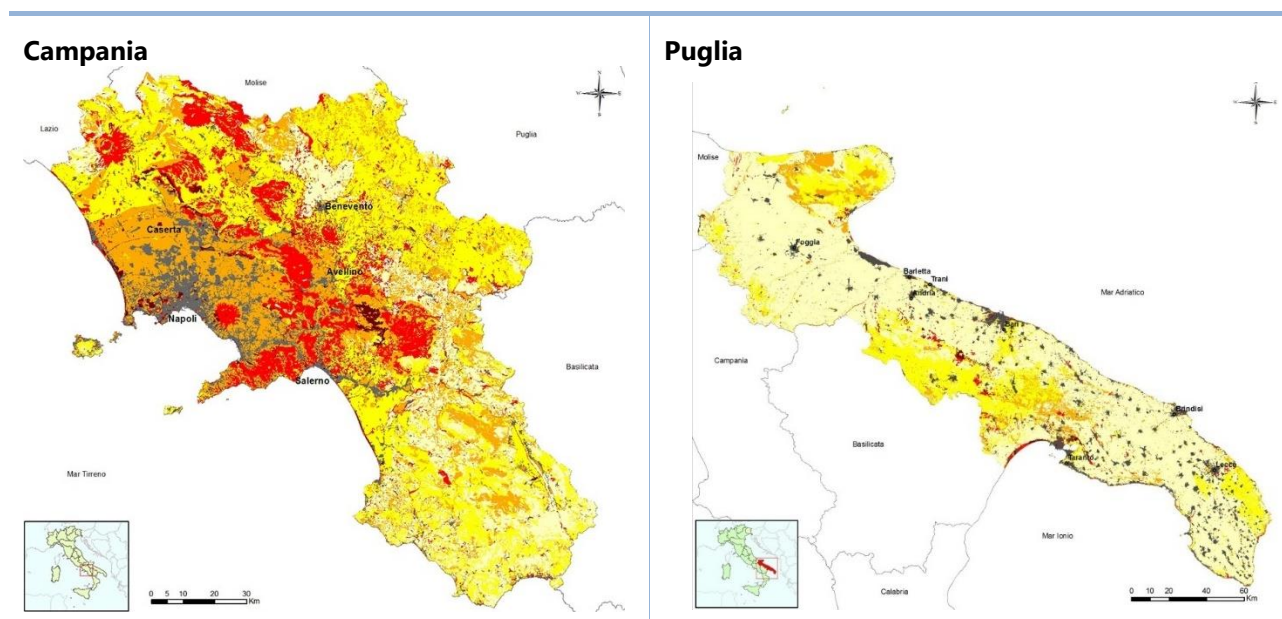 Campania
Molise
Lazio
Puglia
N
W
E
S
Benevento
Caserta
Avellino
Napoli
Salerno
Basilicata
Mar Tirreno
0 5 10 20 30
Km
Puglia
N
W
E
S
Molise
Foggia
Barletta
Trani
Andria
Bari
Mar Adriatico
Campania
Basilicata
Brindisi
Taranto
Lecce
Mar Ionio
Calabria
0 10 20 40 60
Km